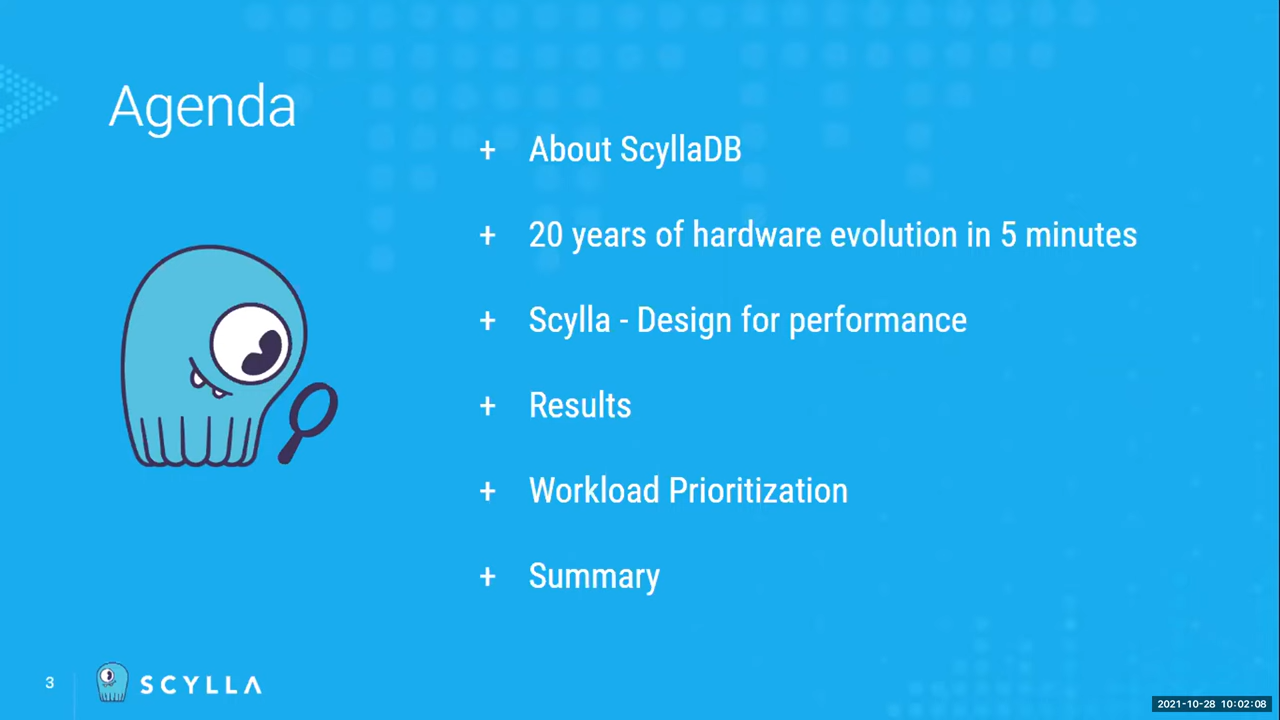 Agenda
+ About ScyllaDB
+ 20 years of hardware evolution in 5 minutes
+ Scylla - Design for performance
+ Results
+ Workload Prioritization
+ Summary
3
SCYLLA
2021-10-28 10:02:08